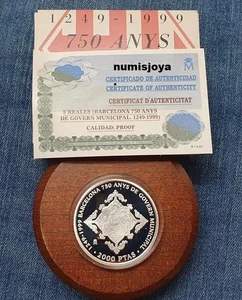 1249-1999
750 ANYS
numisjoya
CERTIFICADO DE AUTENTICIDAD
CERTIFICATE OF AUTHENTICITY
CERTIFICAT D'AUTENTICITAT
8 REALES (BARCELONA 750 ANYS
DE GOVERN MUNICIPAL. 1249-1999)
CALIDAD: PROOF
1249/1999 BARCELONA 750 ANYS DE GOVERN MUNICIPAL
2000 PTAS